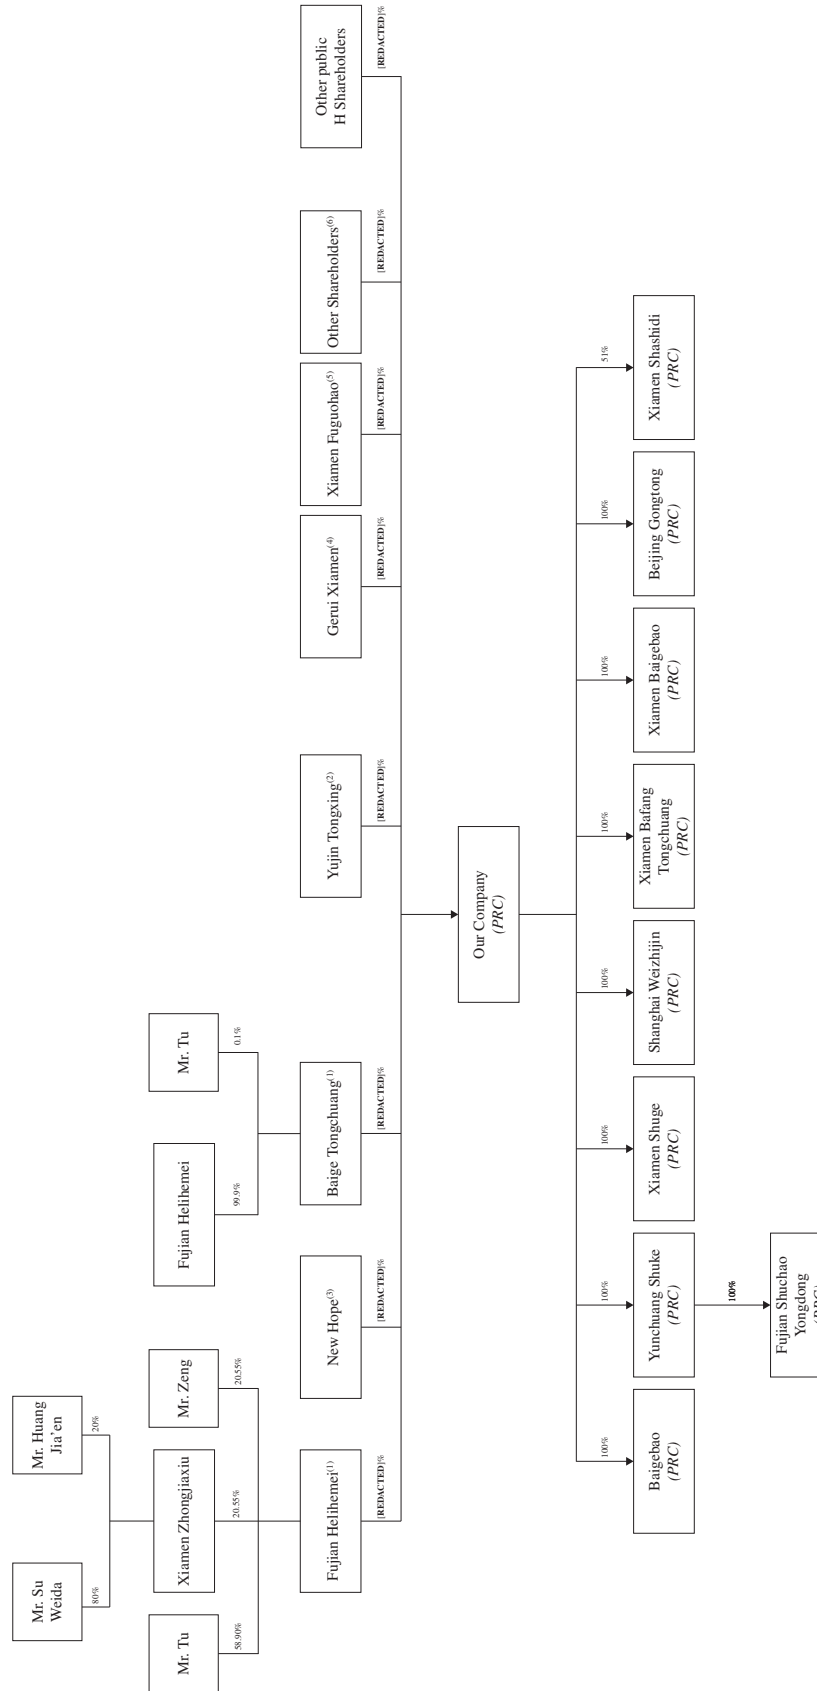 Mr. Su
Weida
Mr. Huang
Jia'en
80%
20%
Mr. Tu
Xiamen Zhongjiaxiu
Mr. Zeng
Fujian Helihemei
Mr. Tu
58.90%
20.55%
20.55%
99.9%
0.1%
Fujian Helihemei(1)
New Hope(3)
Baige Tongchuang(1)
Yujin Tongxing(2)
Gerui Xiamen(4)
Xiamen Fuguohao(5)
Other Shareholders(6)
Other public
H Shareholders
[REDACTED]%
[REDACTED]%
[REDACTED]%
[REDACTED]%
[REDACTED]%
[REDACTED]%
[REDACTED]%
[REDACTED]%
Our Company
(PRC)
100%
100%
100%
100%
100%
100%
100%
51%
Baigebao
(PRC)
Yunchuang Shuke
(PRC)
Xiamen Shuge
(PRC)
Shanghai Weizhijin
(PRC)
Xiamen Bafang
Tongchuang
(PRC)
Xiamen Baigebao
(PRC)
Beijing Gongtong
(PRC)
Xiamen Shashidi
(PRC)
100%
Fujian Shuchao
Yongdong